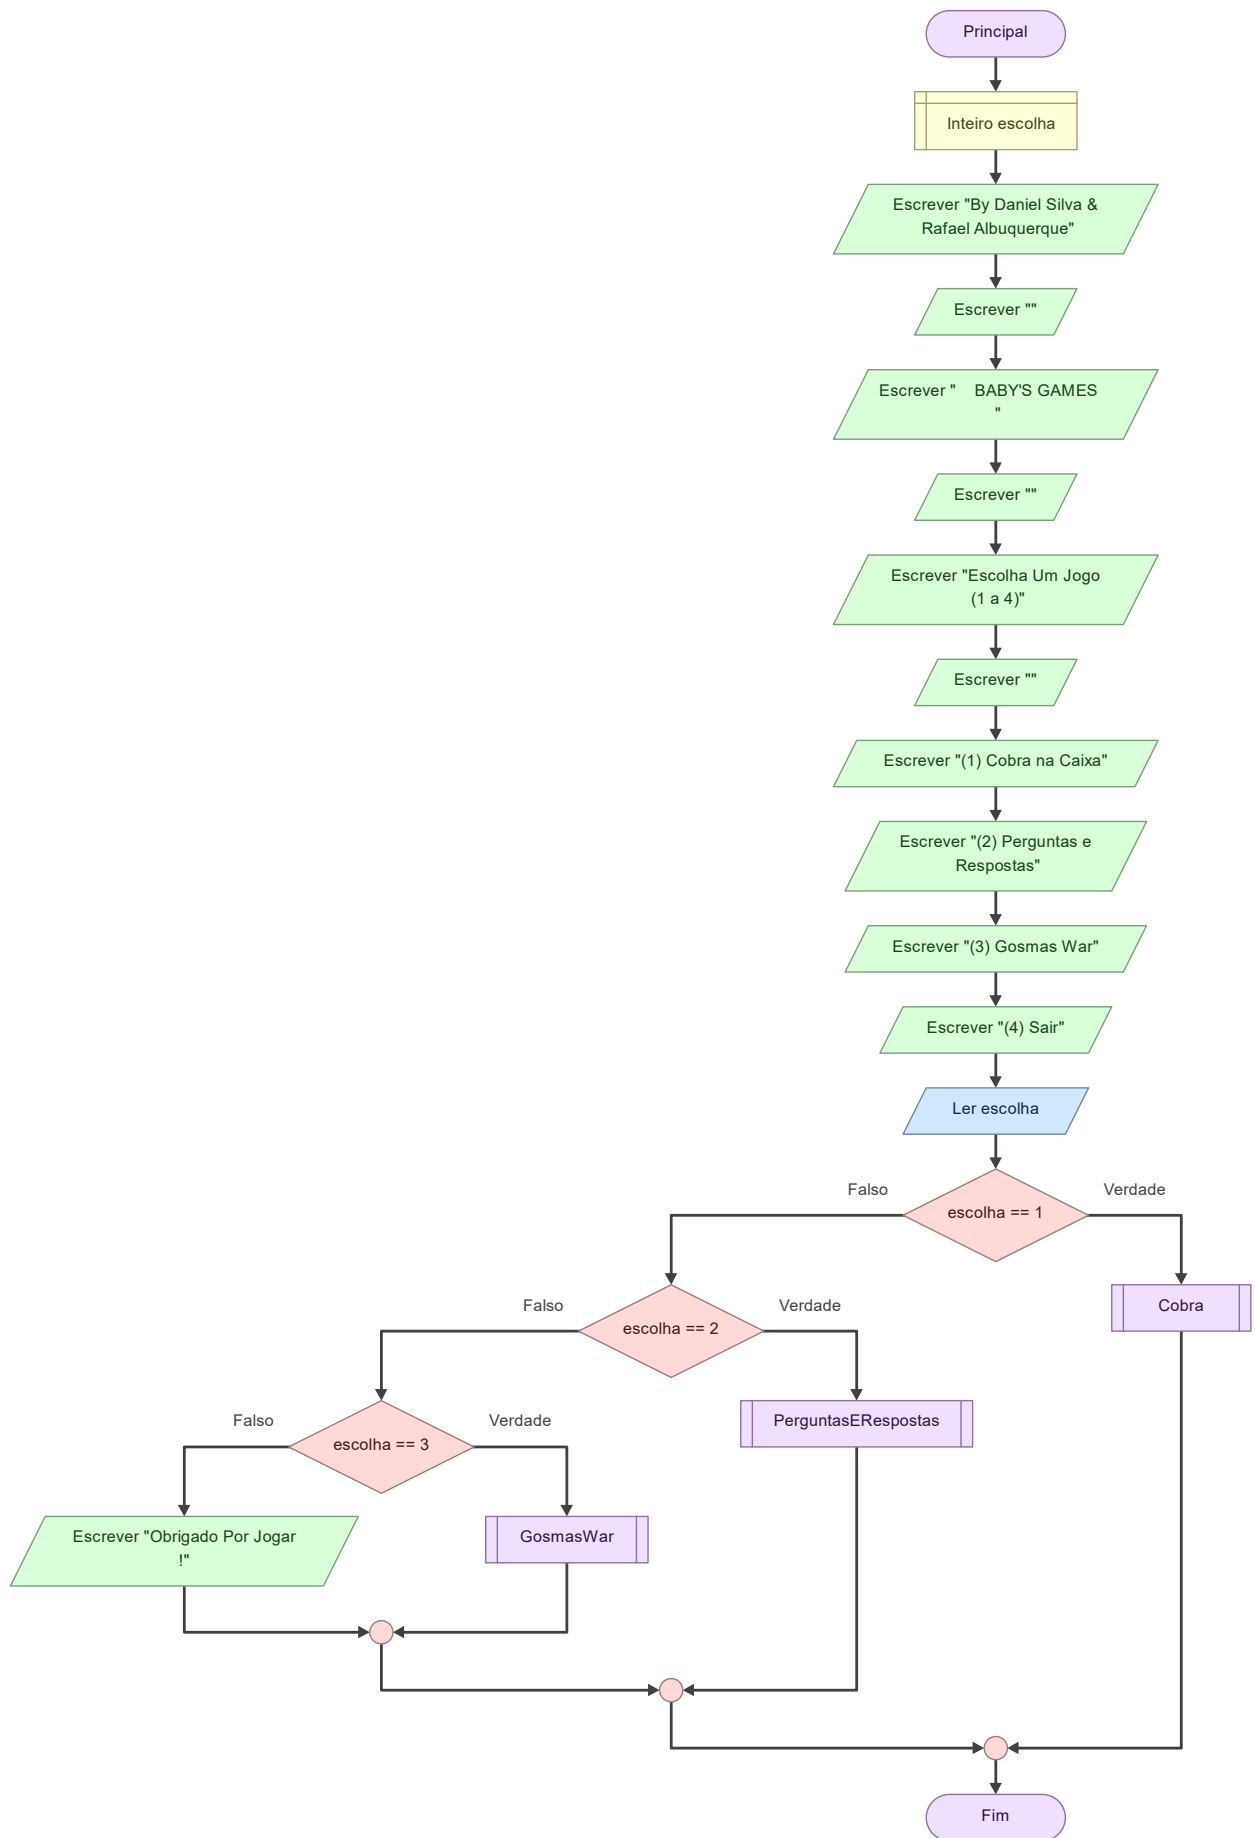 Principal
Inteiro escolha
Escrever "By Daniel Silva &
Rafael Albuquerque"
Escrever ""
Escrever "    BABY'S GAMES
"
Escrever ""
Escrever "Escolha Um Jogo
(1 a 4)"
Escrever ""
Escrever "(1) Cobra na Caixa"
Escrever "(2) Perguntas e
Respostas"
Escrever "(3) Gosmas War"
Escrever "(4) Sair"
Ler escolha
Falso
Verdade
escolha == 1
Falso
Verdade
Cobra
escolha == 2
Falso
Verdade
PerguntasERespostas
escolha == 3
Escrever "Obrigado Por Jogar
!"
GosmasWar
Fim